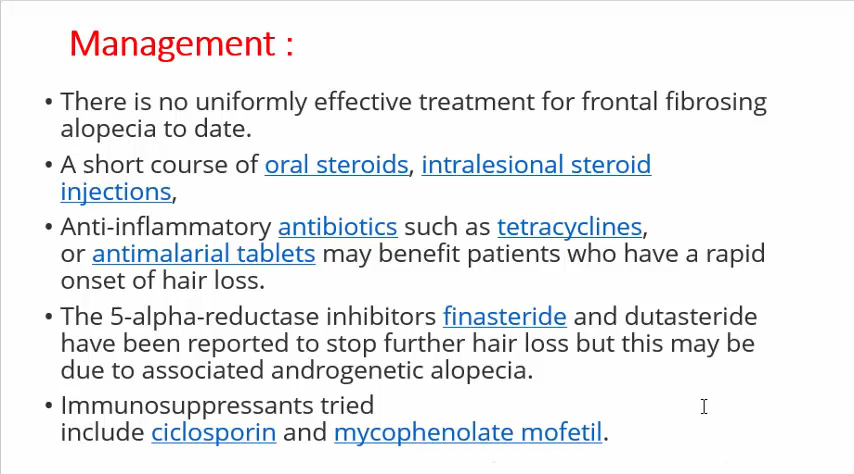 Management :
• There is no uniformly effective treatment for frontal fibrosing
alopecia to date.
• A short course of oral steroids, intralesional steroid
injections,
• Anti-inflammatory antibiotics such as tetracyclines,
or antimalarial tablets may benefit patients who have a rapid
onset of hair loss.
• The 5-alpha-reductase inhibitors finasteride and dutasteride
have been reported to stop further hair loss but this may be
due to associated androgenetic alopecia.
• Immunosuppressants tried
include ciclosporin and mycophenolate mofetil.